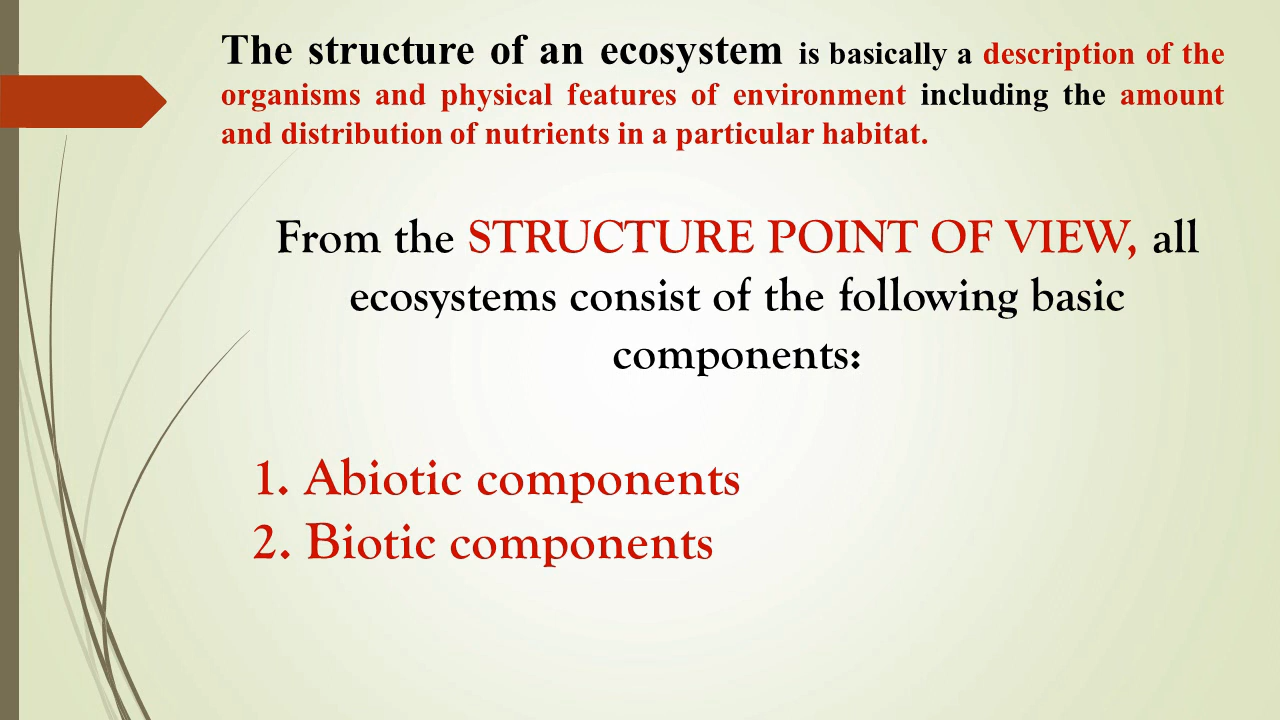 The structure of an ecosystem is basically a description of the
organisms and physical features of environment including the amount
and distribution of nutrients in a particular habitat.
From the STRUCTURE POINT OF VIEW, all
ecosystems consist of the following basic
components:
1. Abiotic components
2. Biotic components